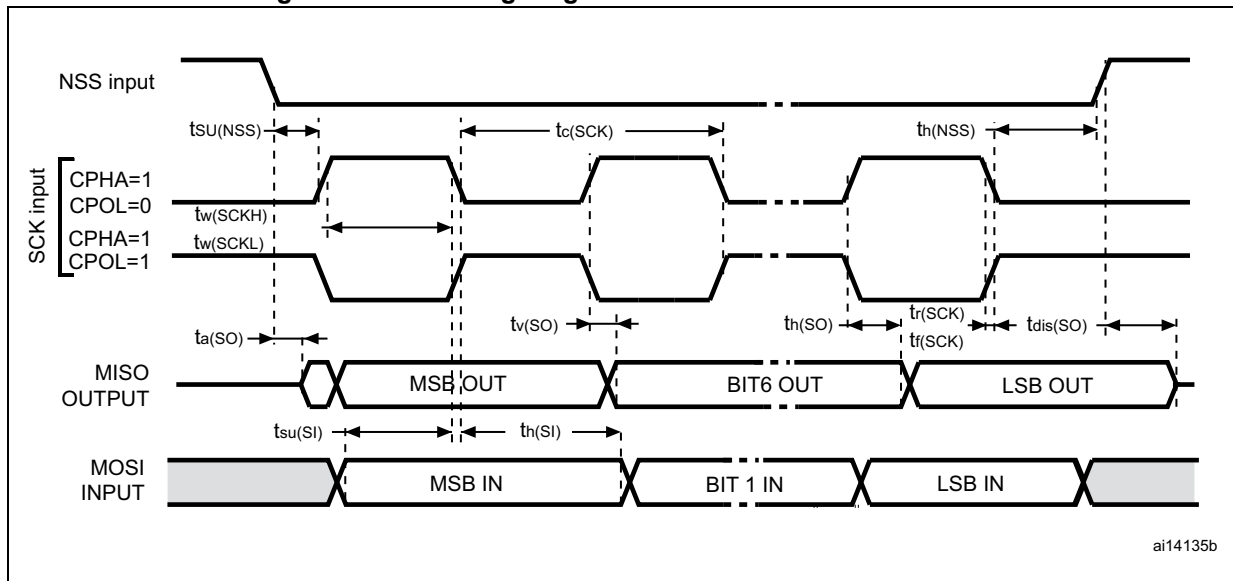 NSS input
tSU(NSS)
tc(SCK)
th(NSS)
SCK input
CPHA=1
CPOL=0
tw(SCKH)
CPHA=1
tw(SCKL)
CPOL=1
ta(SO)
tv(SO)
th(SO)
tr(SCK)
tf(SCK)
tdis(SO)
MISO
OUTPUT
MSB OUT
BIT6 OUT
LSB OUT
tsu(SI)
th(SI)
MOSI
INPUT
MSB IN
BIT 1 IN
LSB IN
ai14135b